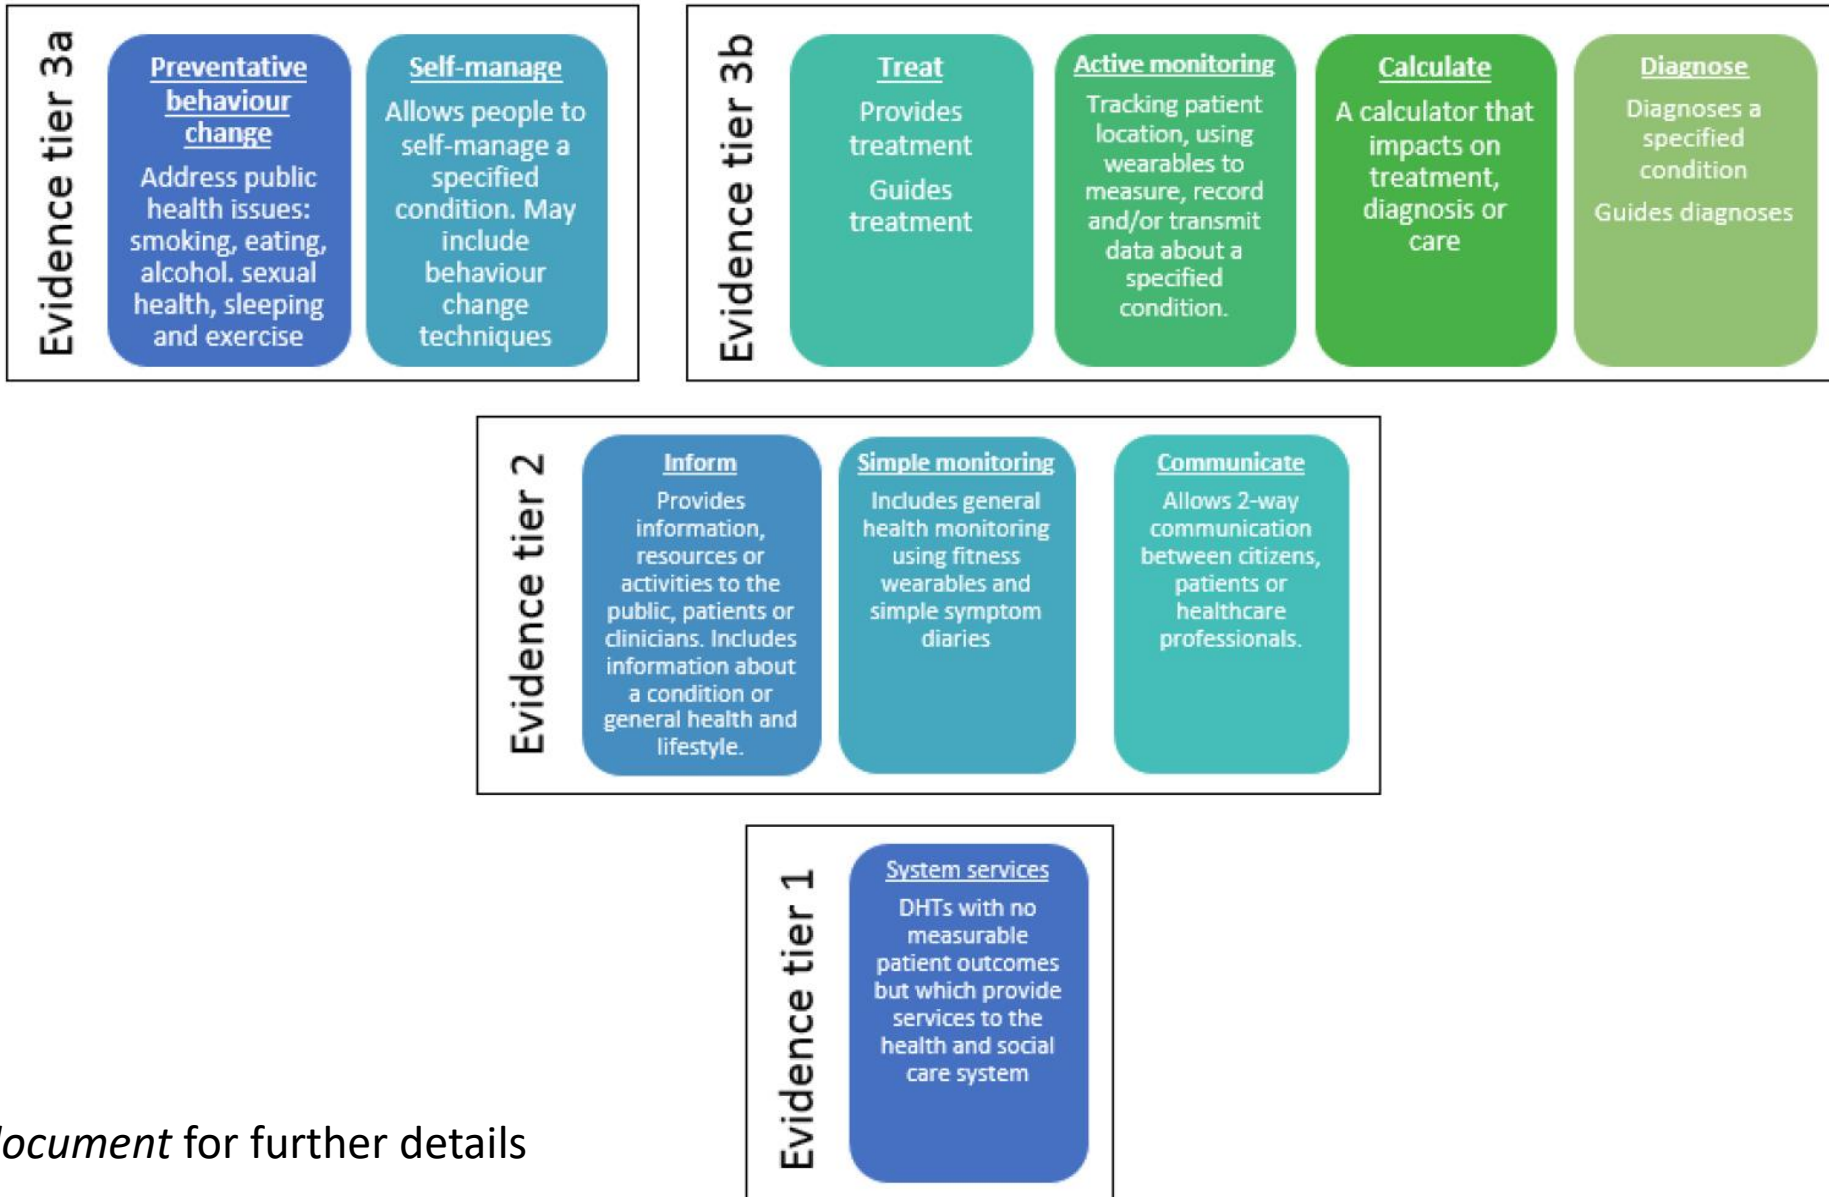 Evidence tier 3a
Preventative
behaviour
change
Address public
health issues:
smoking, eating,
alcohol. sexual
health, sleeping
and exercise
Self-manage
Allows people to
self-manage a
specified
condition. May
include
behaviour
change
techniques
Evidence tier 3b
Treat
Provides
treatment
Guides
treatment
Active monitoring
Tracking patient
location, using
wearables to
measure, record
and/or transmit
data about a
specified
condition.
Calculate
A calculator that
impacts on
treatment,
diagnosis or
care
Diagnose
Diagnoses a
specified
condition
Guides diagnoses
Evidence tier 2
Inform
Provides
information,
resources or
activities to the
public, patients or
clinicians. Includes
information about
a condition or
general health and
lifestyle.
Simple monitoring
Includes general
health monitoring
using fitness
wearables and
simple symptom
diaries
Communicate
Allows 2-way
communication
between citizens,
patients or
healthcare
professionals.
Evidence tier 1
System services
DHTs with no
measurable
patient outcomes
but which provide
services to the
health and social
care system
ocument for further details